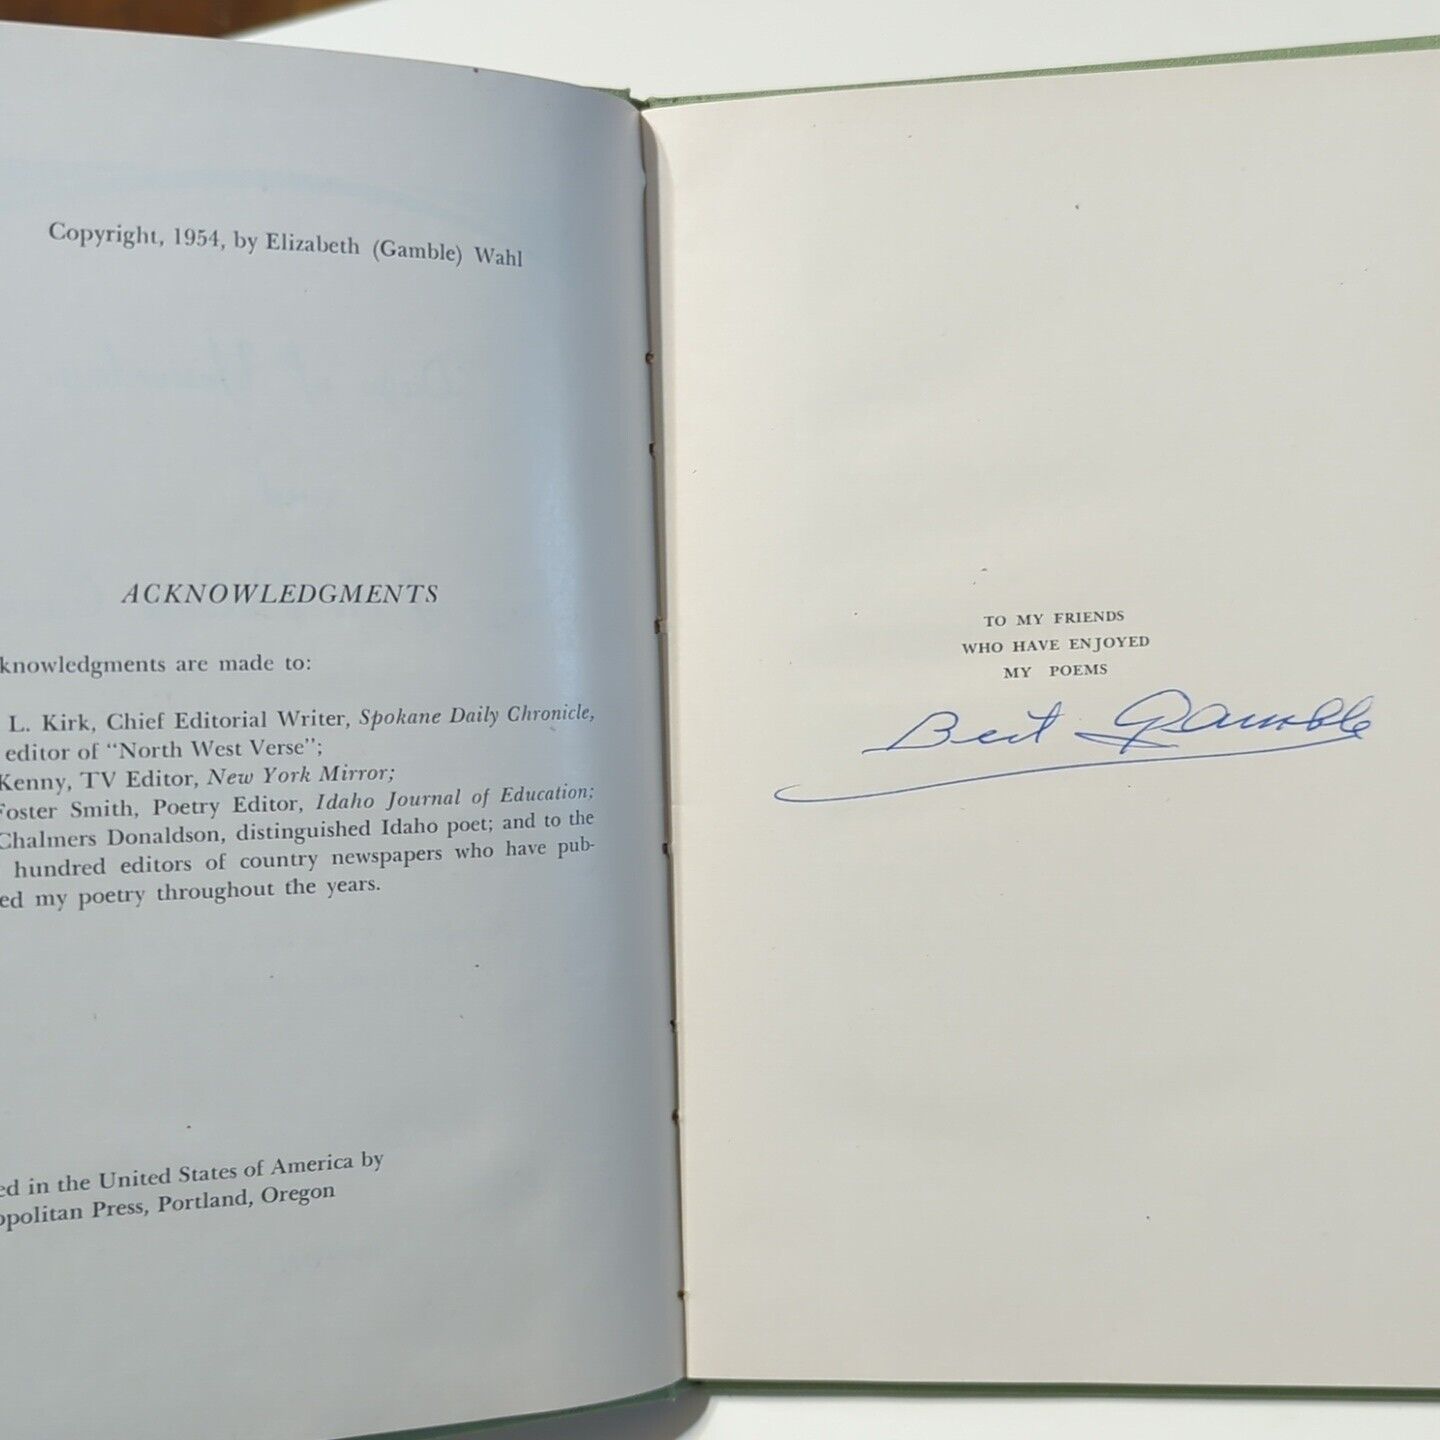 Copyright, 1954, by Elizabeth (Gamble) Wahl
ACKNOWLEDGMENTS
knowledgments are made to:
L. Kirk, Chief Editorial Writer, Spokane Daily Chronicle,
editor of "North West Verse";
Kenny, TV Editor, New York Mirror;
Foster Smith, Poetry Editor, Idaho Journal of Education;
Chalmers Donaldson, distinguished Idaho poet; and to the
hundred editors of country newspapers who have pub-
ed my poetry throughout the years.
ed in the United States of America by
opolitan Press, Portland, Oregon
TO MY FRIENDS
WHO HAVE ENJOYED
MY POEMS
Bert Gamble